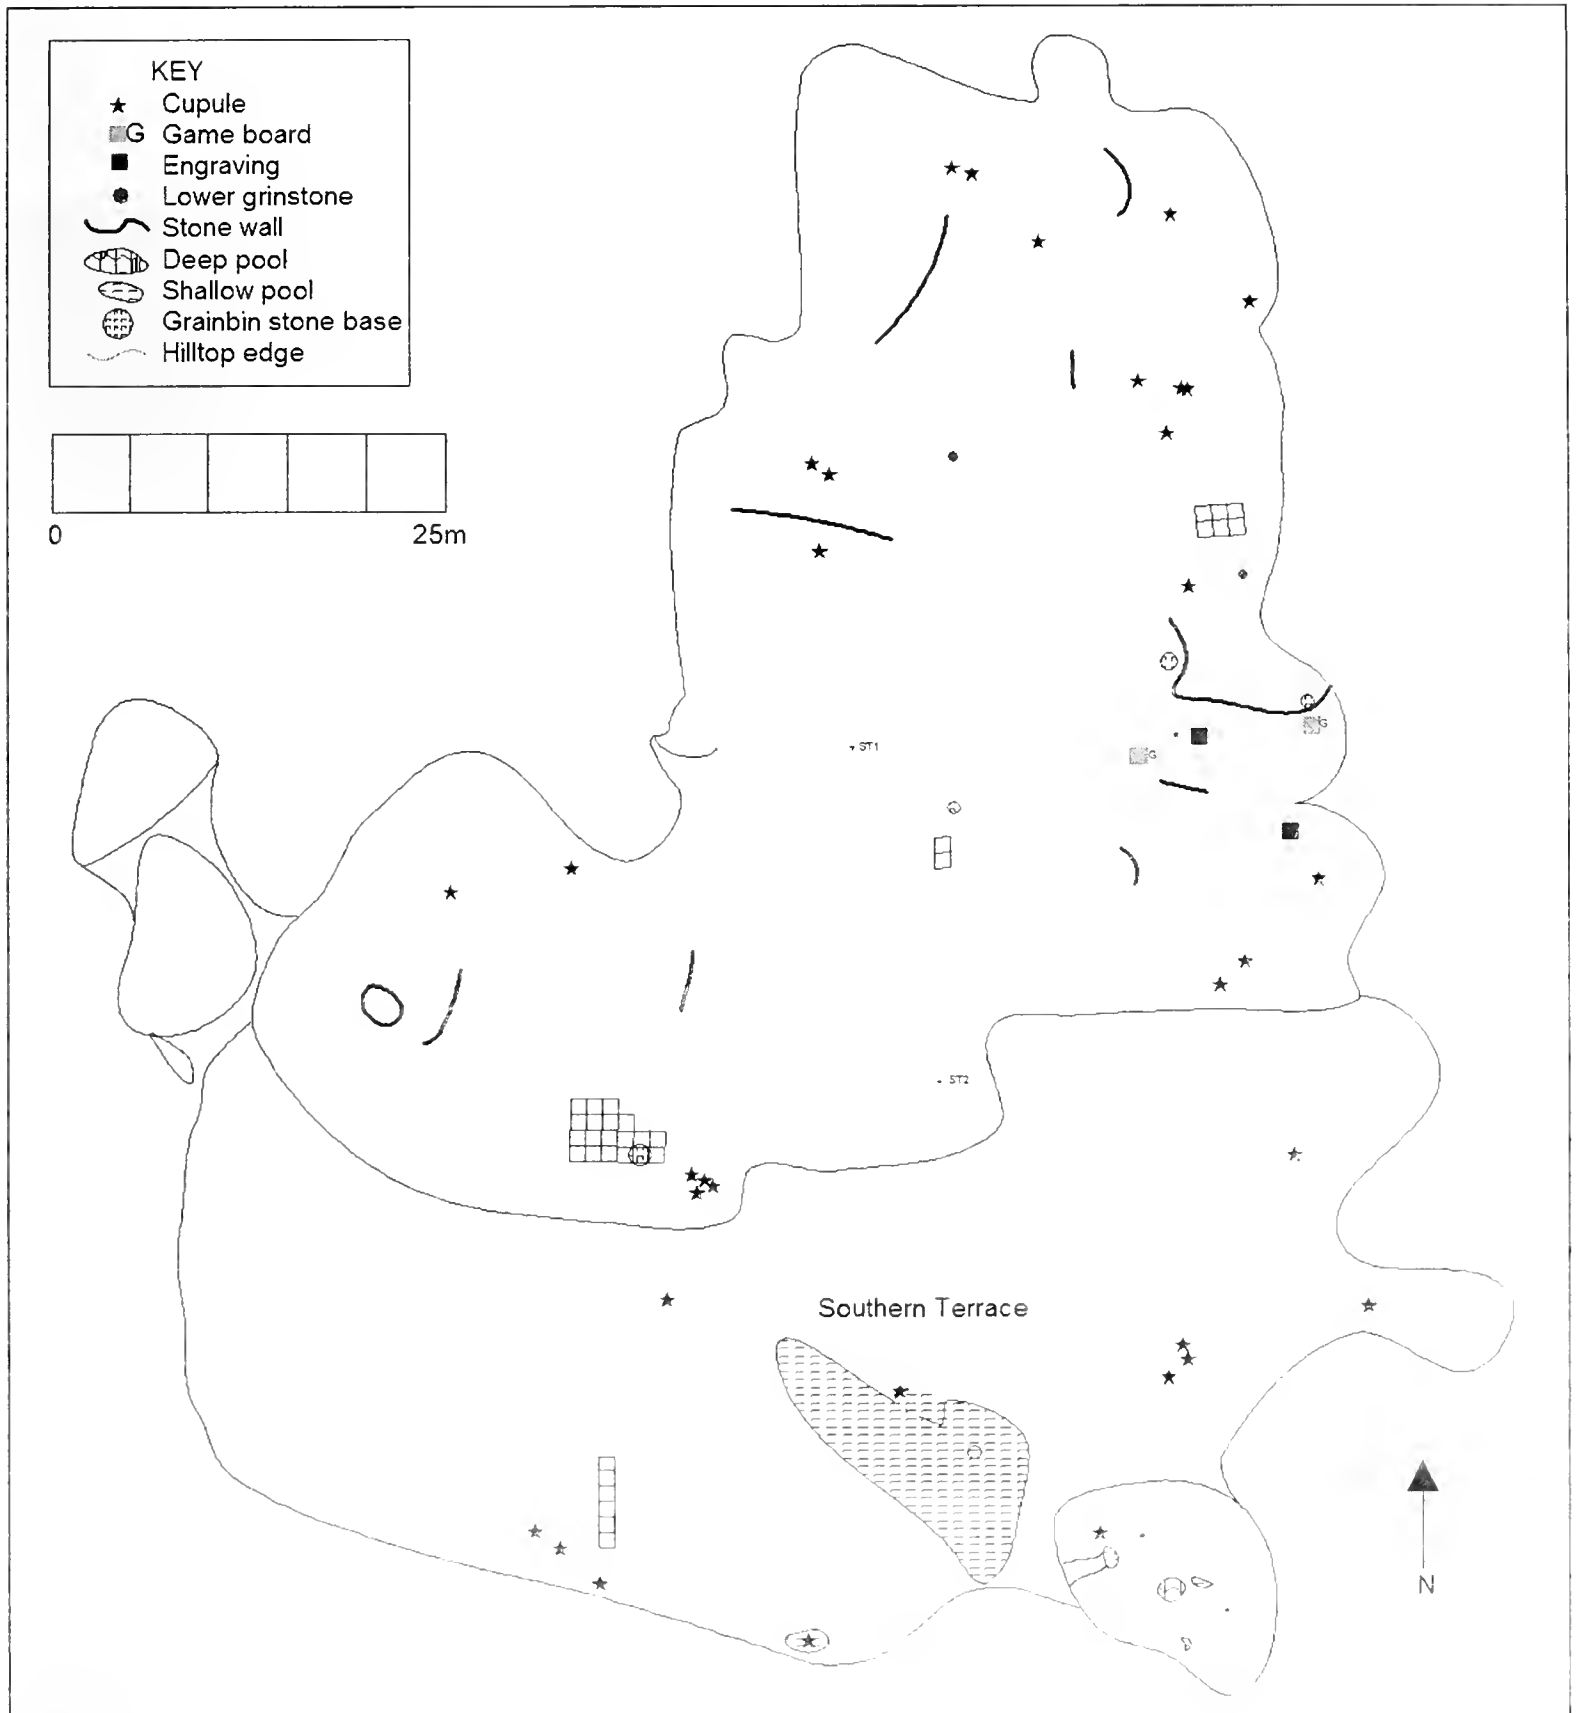 KEY
Cupule
G Game board
Engraving
Lower grinstone
Stone wall
Deep pool
Shallow pool
Grainbin stone base
Hilltop edge
0 25m
G
ST1
G
ST2
Southern Terrace
N